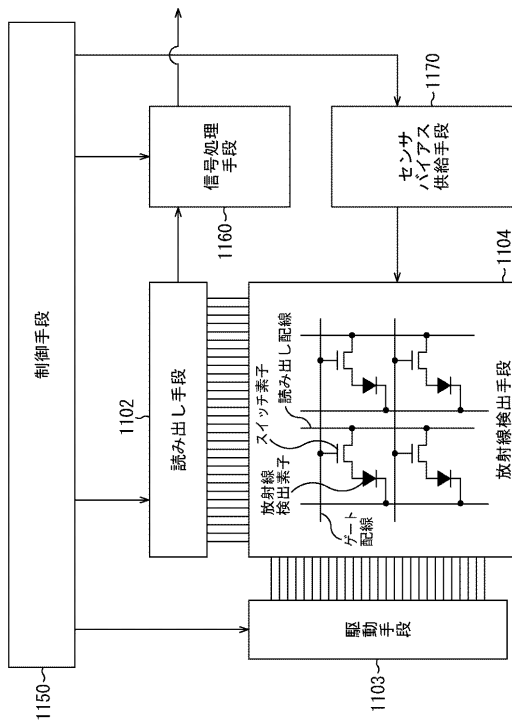 制御手段
1150
読み出し手段
1102
信号処理
手段
1160
センサ
バイアス
供給手段
1170
駆動手段
1103
放射線検出手段
1104
放射線
検出素子
スイッチ素子
読み出し配線
ゲート
配線